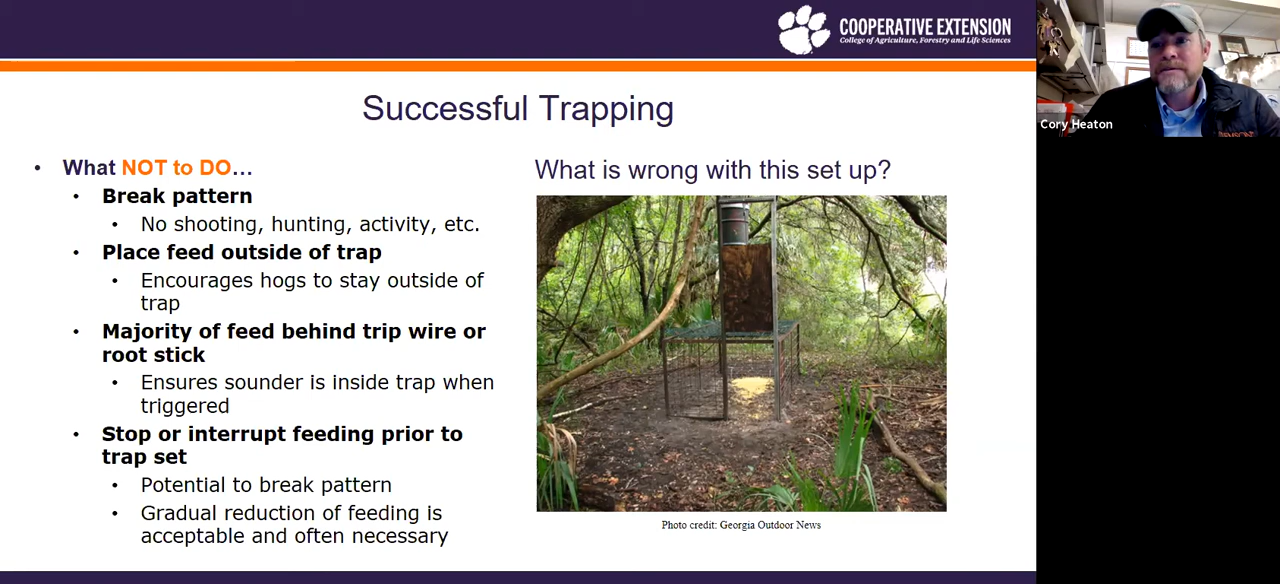 COOPERATIVE EXTENSION
College of Agriculture, Forestry and Life Sciences
Cory Heaton
Successful Trapping
• What NOT to DO…
• Break pattern
• No shooting, hunting, activity, etc.
• Place feed outside of trap
• Encourages hogs to stay outside of
trap
• Majority of feed behind trip wire or
root stick
• Ensures sounder is inside trap when
triggered
• Stop or interrupt feeding prior to
trap set
• Potential to break pattern
• Gradual reduction of feeding is
acceptable and often necessary
What is wrong with this set up?
Photo credit: Georgia Outdoor News